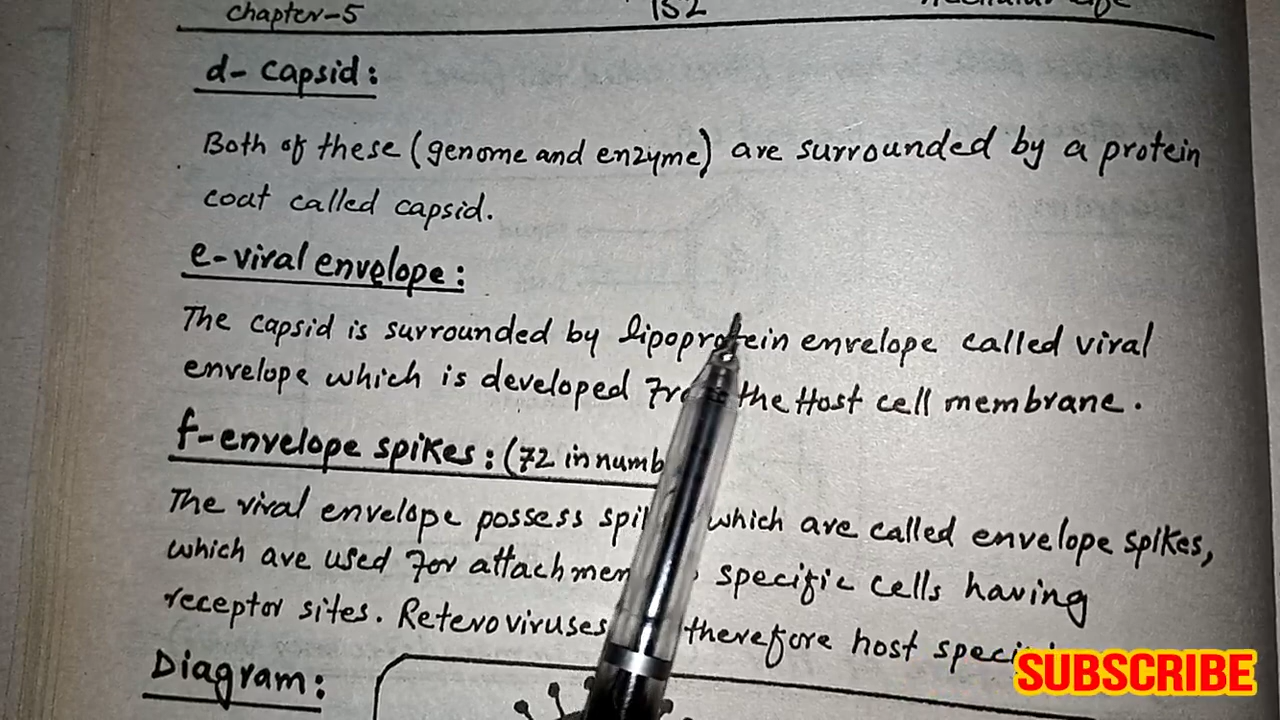 Chapter-5 152
d- Capsid:
Both of these (genome and enzyme) are surrounded by a protein
coat called capsid.
e-viral envelope:
The capsid is surrounded by lipoprotein envelope called viral
envelope which is developed the Host cell membrane.
f-envelope spikes: (72 in numb
The viral envelope possess which are called envelope spikes,
which are used for attachmen specific cells having
receptor sites. Reteroviruses therefore host
SUBSCRIBE
Diagram: